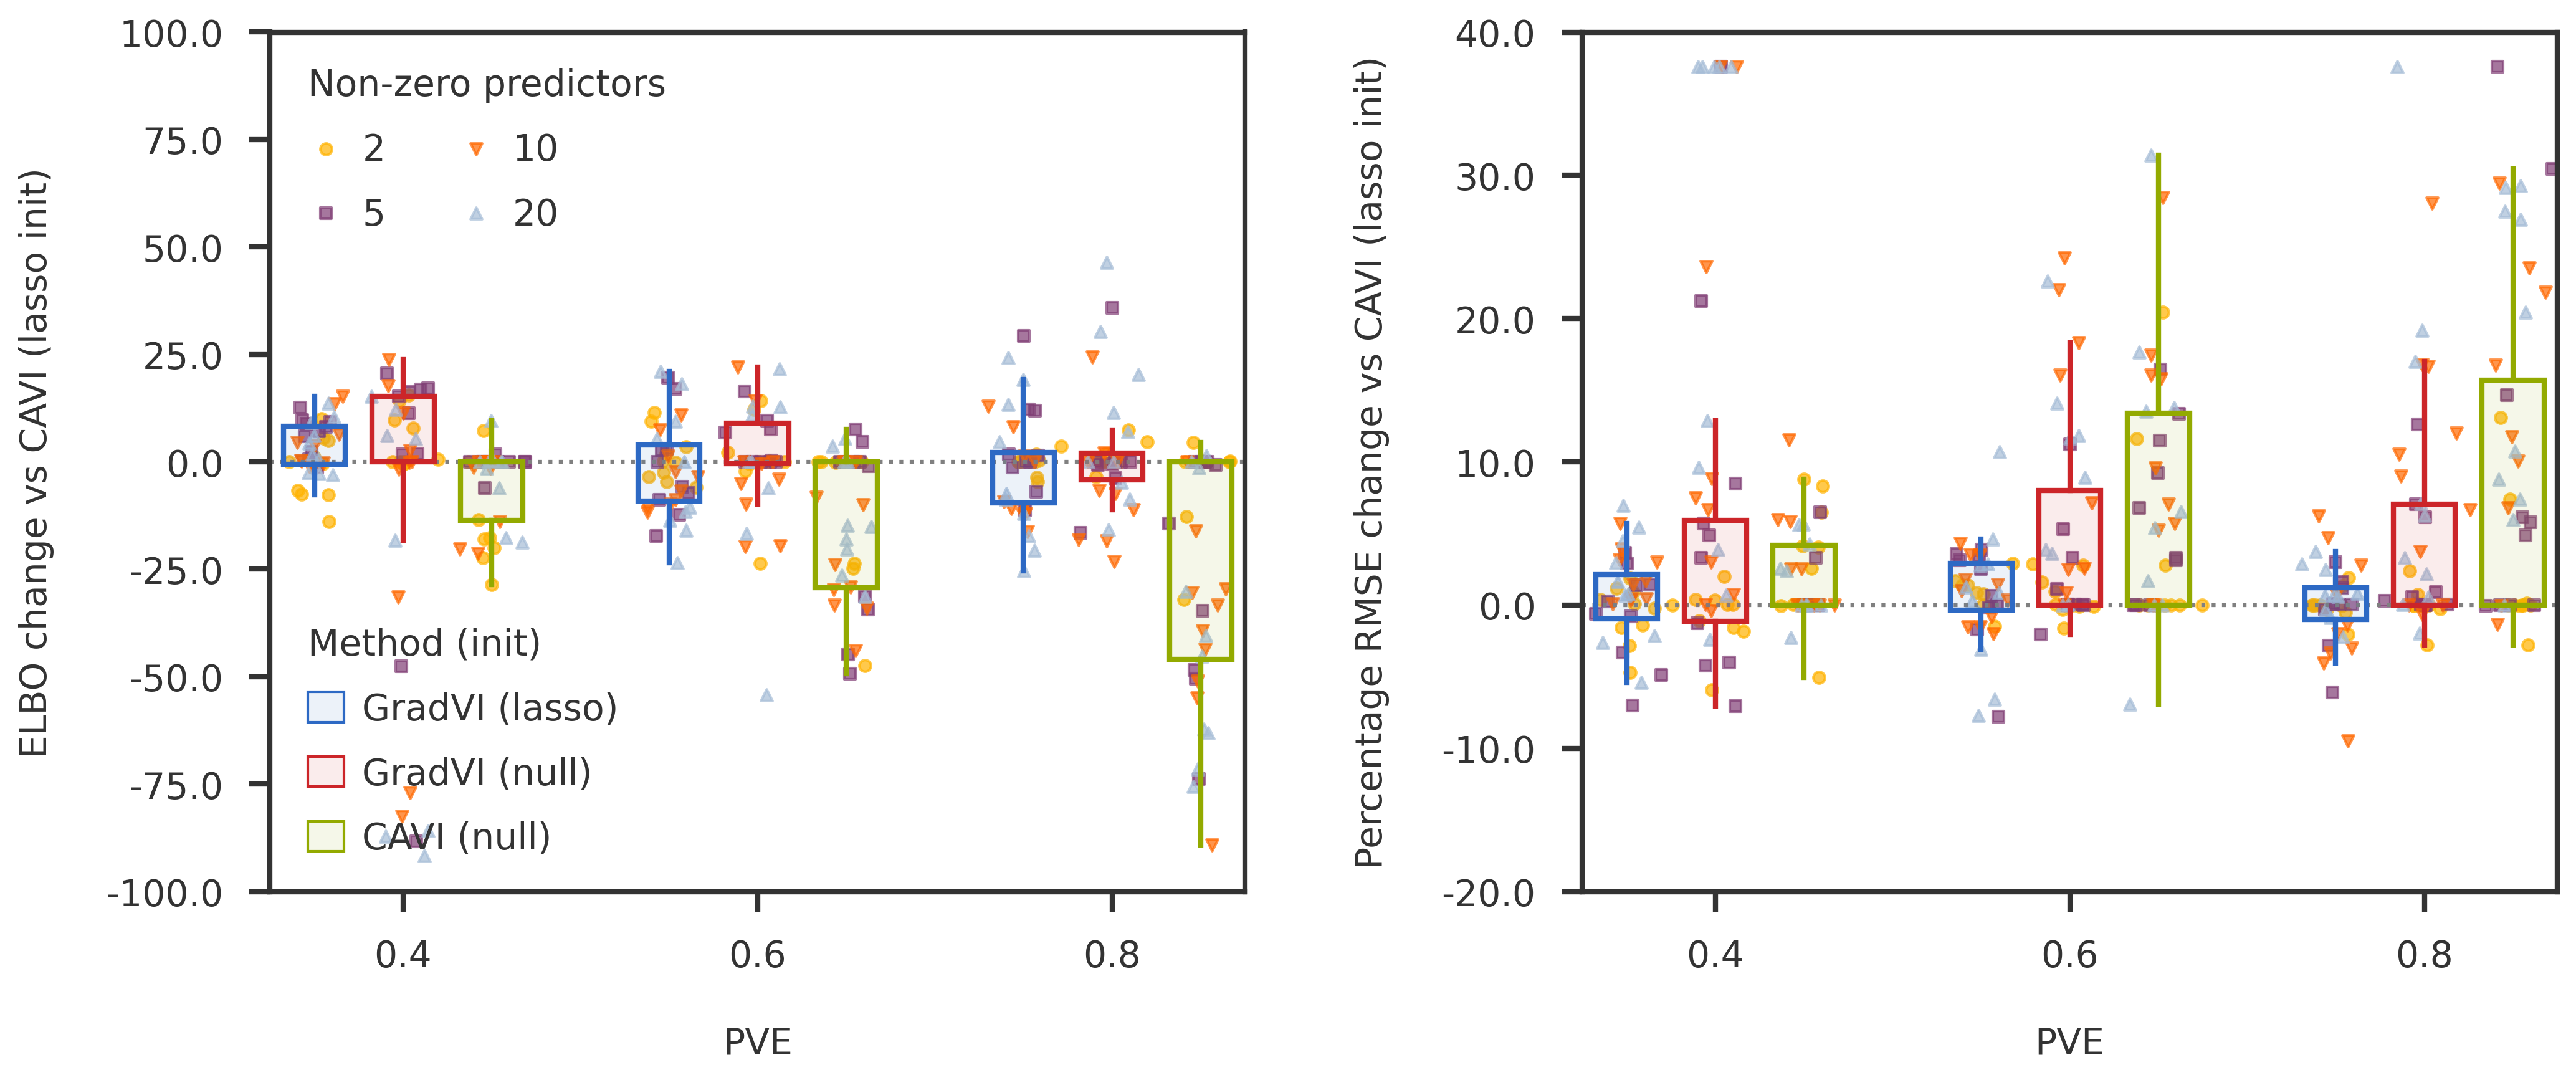 ELBO change vs CAVI (lasso init)
100.0
75.0
50.0
25.0
0.0
-25.0
-50.0
-75.0
-100.0
Non-zero predictors
2
10
5
20
Method (init)
GradVI (lasso)
GradVI (null)
CAVI (null)
0.4
0.6
0.8
PVE
Percentage RMSE change vs CAVI (lasso init)
40.0
30.0
20.0
10.0
0.0
-10.0
-20.0
0.4
0.6
0.8
PVE